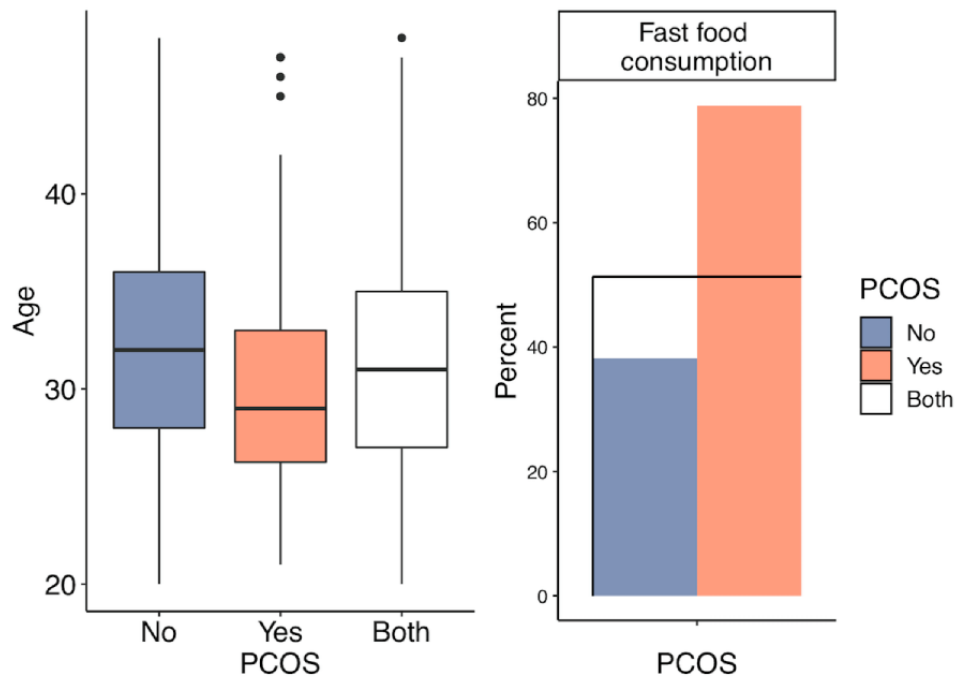 Age
40
30
20
No
Yes
Both
PCOS
Fast food
consumption
Percent
80
60
40
20
0
PCOS
PCOS
No
Yes
Both